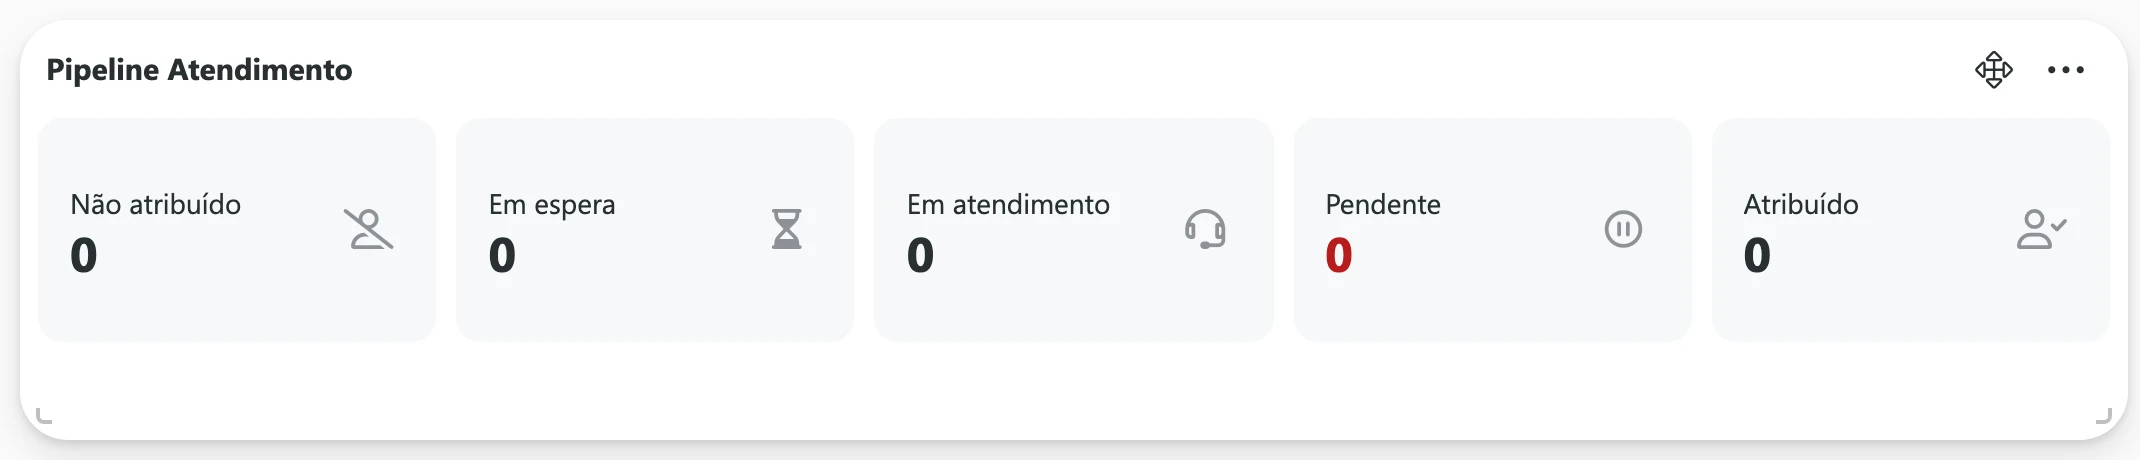 Pipeline Atendimento
Não atribuído
0
Em espera
0
Em atendimento
0
Pendente
0
Atribuído
0